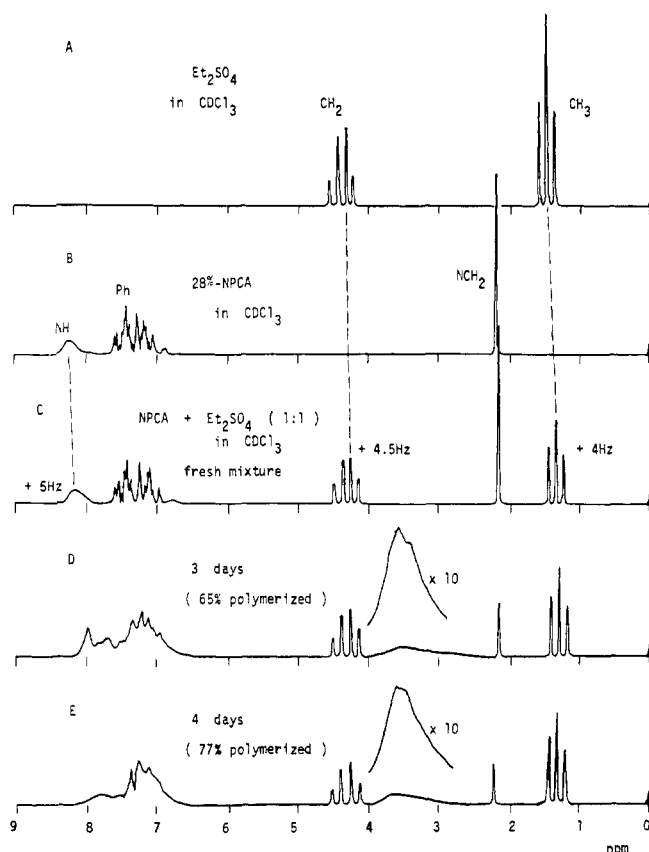 A
Et2SO4
in CDCl3
CH2
CH3
B
Ph
28%-NPCA
NCH2
NH
in CDCl3
C
NPCA + Et2SO4 ( 1:1 )
in CDCl3
+ 4.5Hz
+ 4Hz
fresh mixture
+ 5Hz
D
3 days
x 10
( 65% polymerized )
E
4 days
x 10
( 77% polymerized )
9 8 7 6 5 4 3 2 1 0
ppm